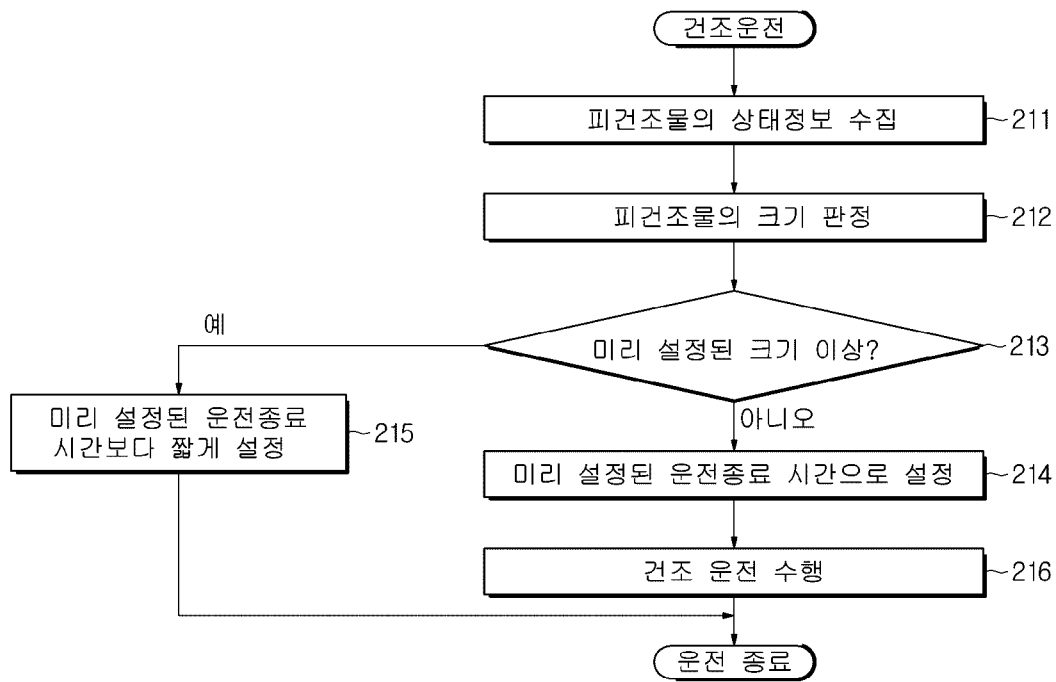 건조운전
피건조물의 상태정보 수집
211
피건조물의 크기 판정
212
예
미리 설정된 크기 이상?
213
아니오
미리 설정된 운전종료
시간보다 짧게 설정
215
미리 설정된 운전종료 시간으로 설정
214
건조 운전 수행
216
운전 종료